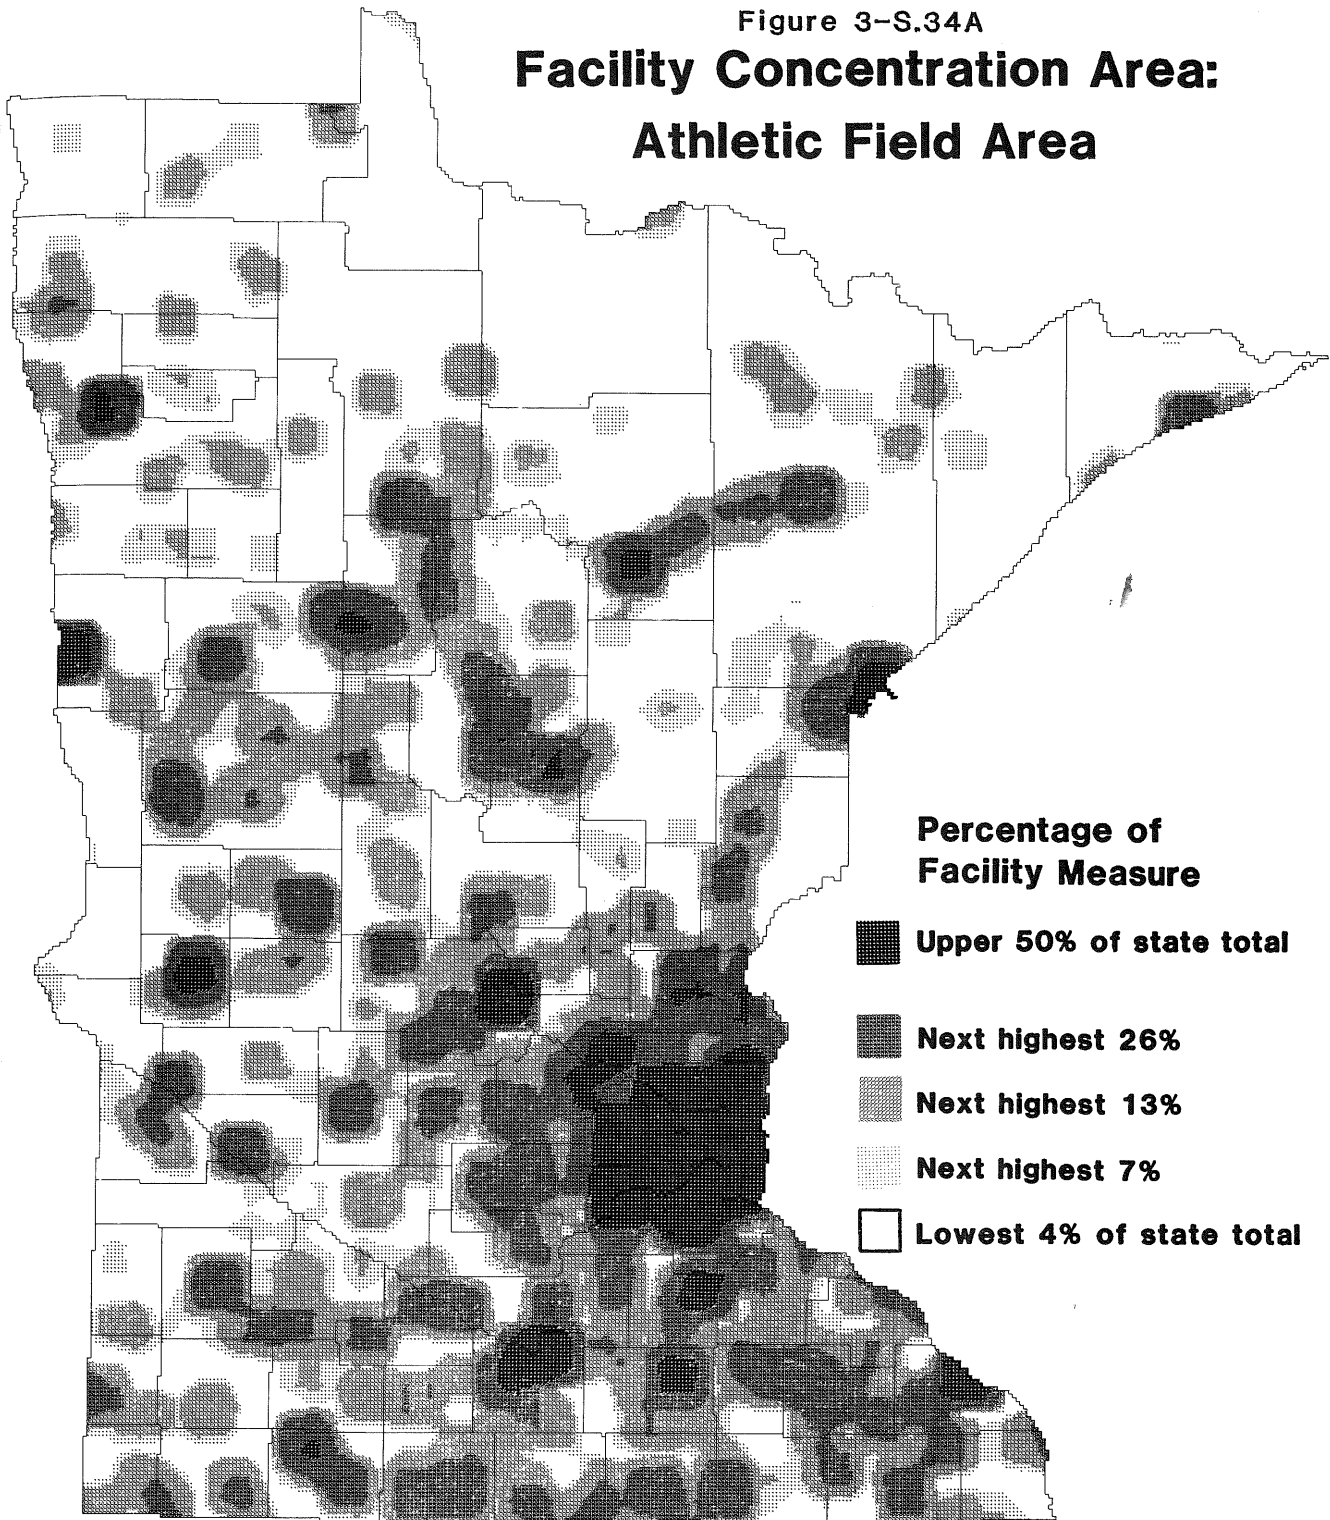 Figure 3-S.34A
Facility Concentration Area:
Athletic Field Area
Percentage of
Facility Measure
Upper 50% of state total
Next highest 26%
Next highest 13%
Next highest 7%
Lowest 4% of state total